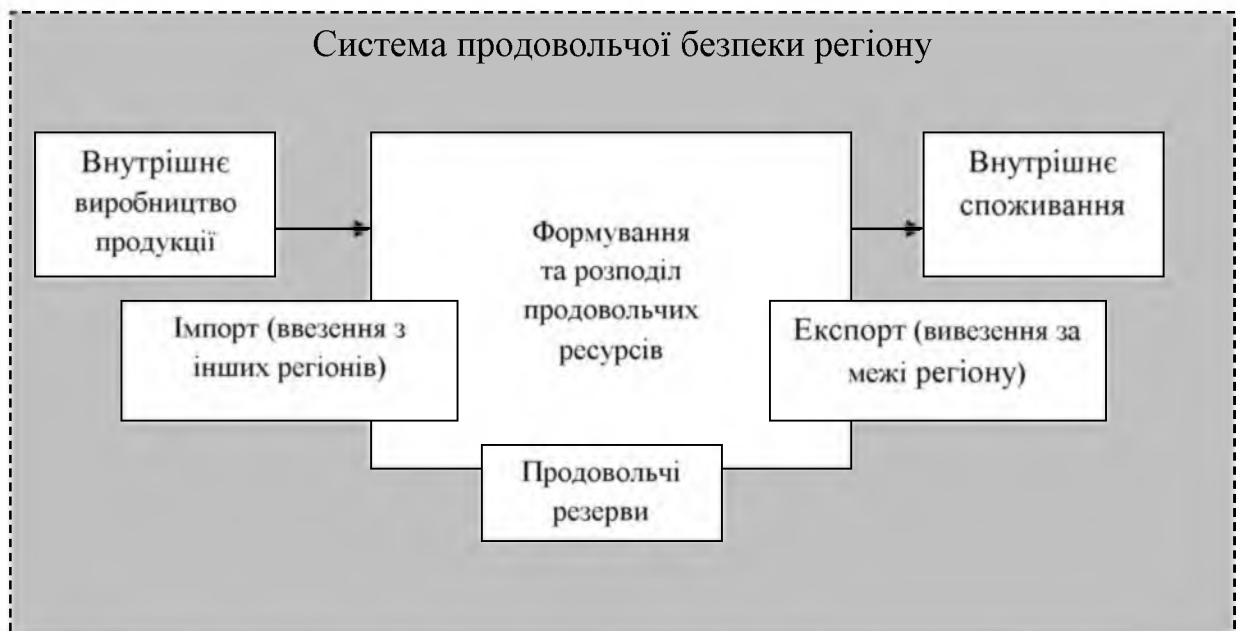 Система продовольчої безпеки регіону
Внутрішнє
виробництво
продукції
Імпорт (ввезення з
інших регіонів)
Формування
та розподіл
продовольчих
ресурсів
Продовольчі
резерви
Внутрішнє
споживання
Експорт (вивезення за
межі регіону)